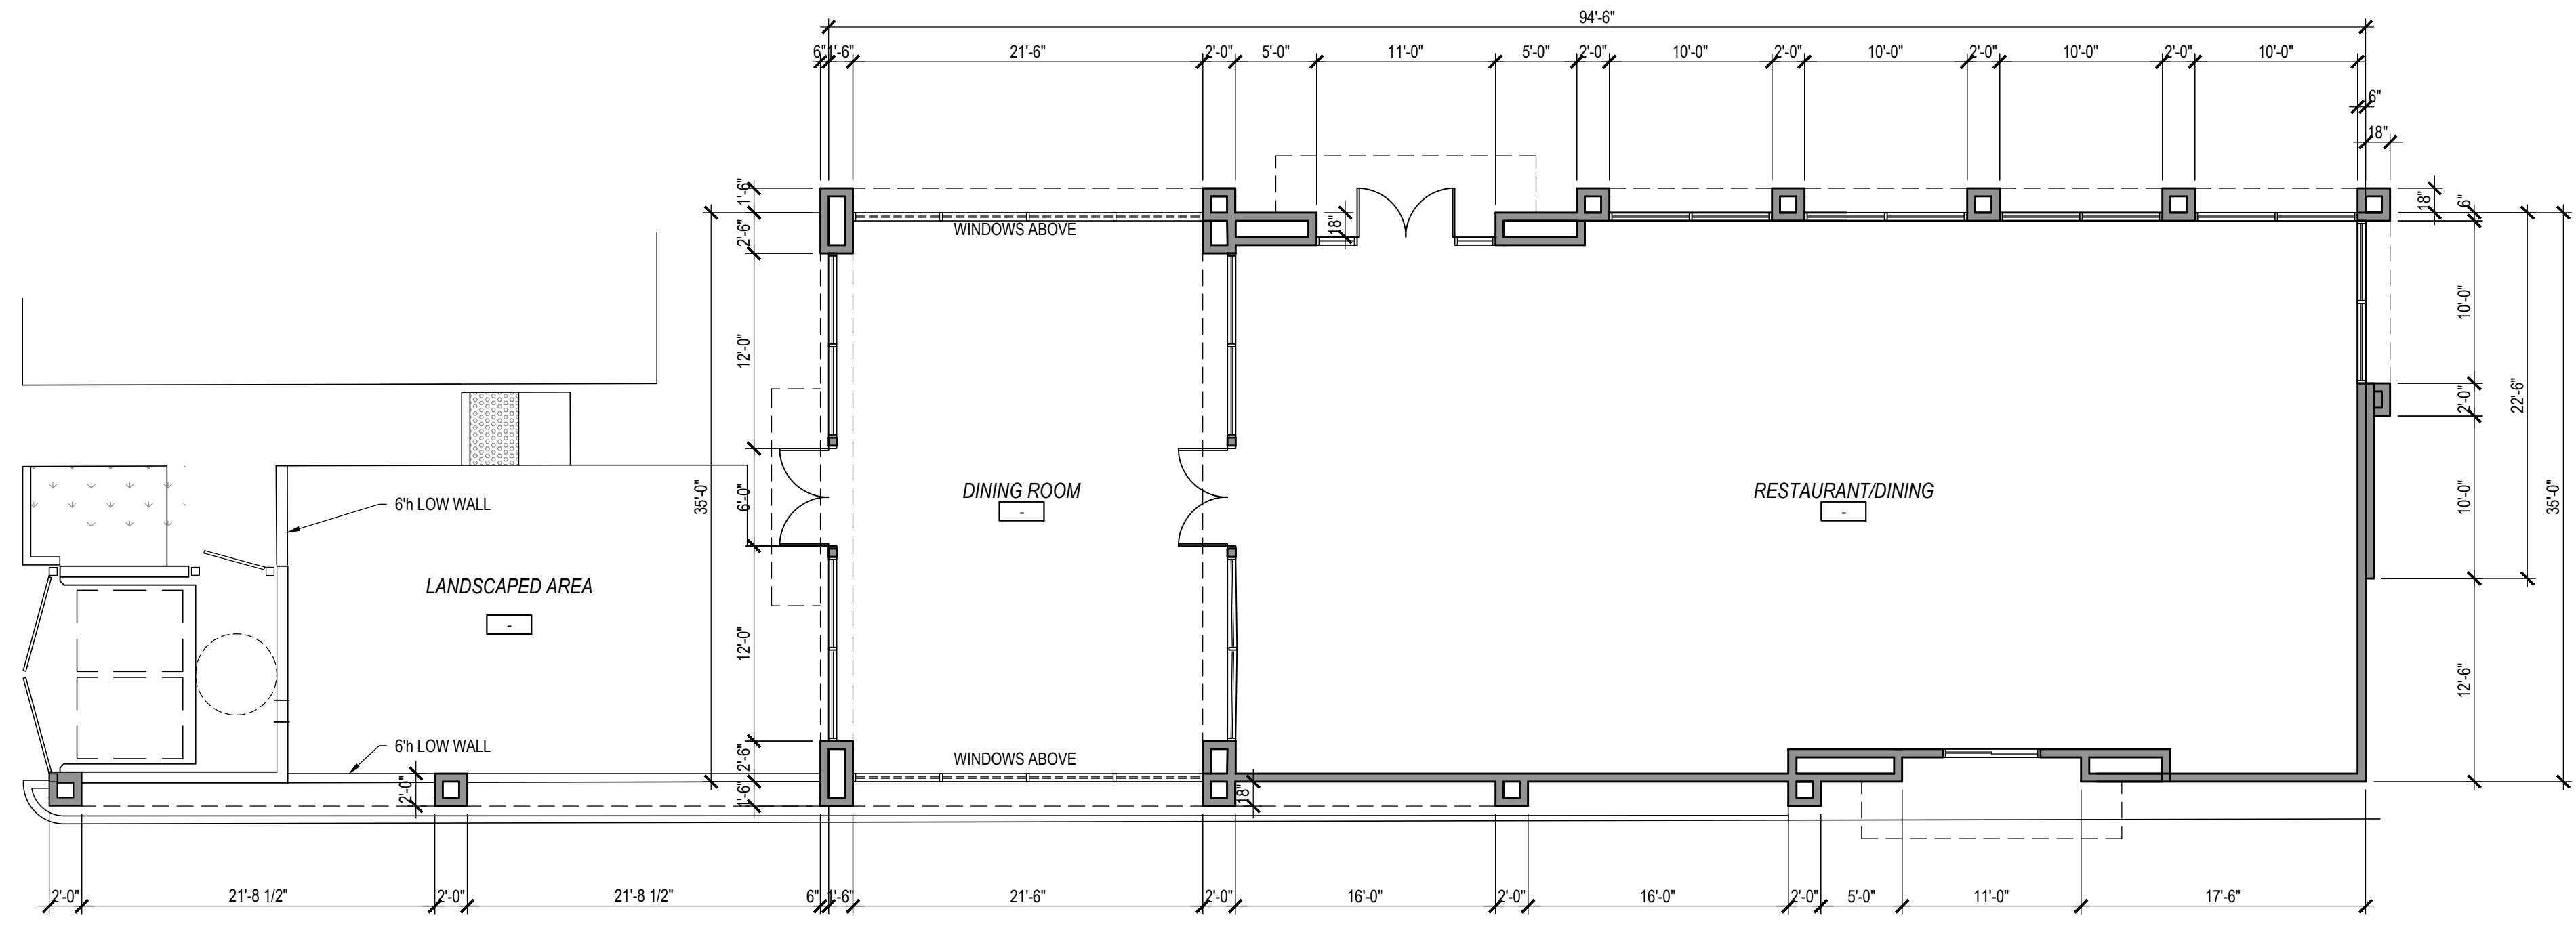 94'-6"
6" 1'-6" 21'-6" 2'-0" 5'-0" 11'-0" 5'-0" 2'-0" 10'-0" 2'-0" 10'-0" 2'-0" 10'-0" 2'-0" 10'-0"
6"
18"
1'-6"
2'-6"
12'-0"
35'-0"
6'-0"
12'-0"
2'-6"
1'-6"
WINDOWS ABOVE
18"
18"
6"
10'-0"
2'-0"
22'-6"
10'-0"
35'-0"
12'-6"
DINING ROOM
-
RESTAURANT/DINING
-
6'h LOW WALL
LANDSCAPED AREA
-
6'h LOW WALL
WINDOWS ABOVE
2'-0"
18"
2'-0" 21'-8 1/2" 2'-0" 21'-8 1/2" 6" 1'-6" 21'-6" 2'-0" 16'-0" 2'-0" 16'-0" 2'-0" 5'-0" 11'-0" 17'-6"